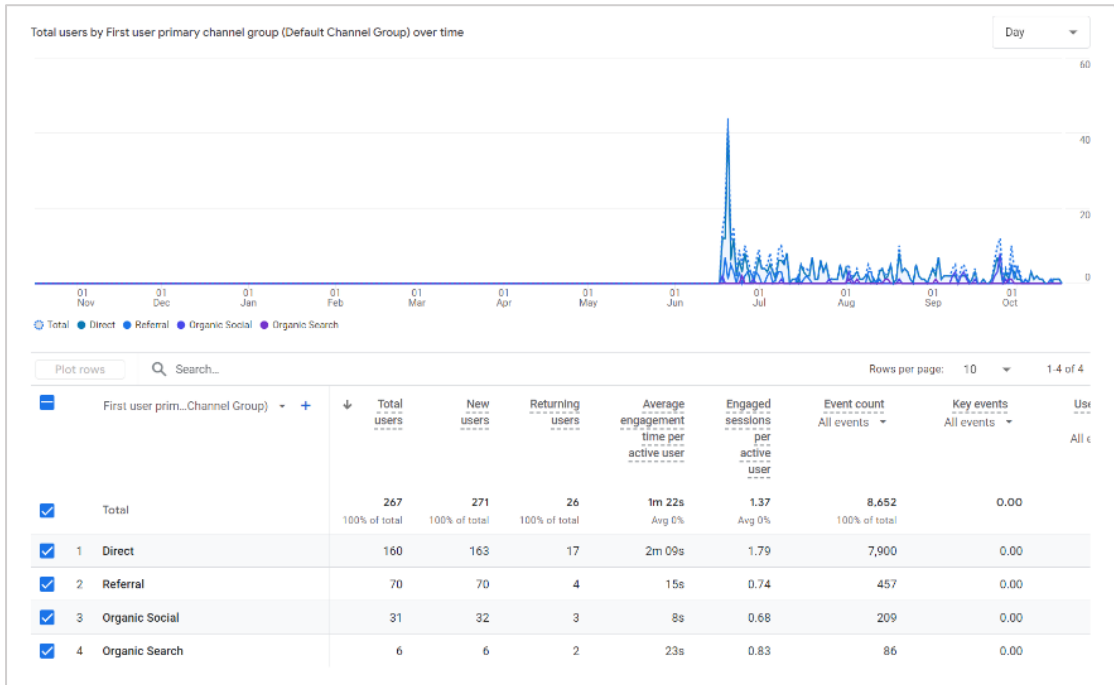 Total users by First user primary channel group (Default Channel Group) over time
Day
60
40
20
0
01 01 01 01 01 01 01 01 01 01 01 01
Nov Dec Jan Feb Mar Apr May Jun Jul Aug Sep Oct
Total Direct Referral Organic Social Organic Search
Plot rows Search... Rows per page: 10 1-4 of 4
First user prim...Channel Group) + Total users New users Returning users Average engagement time per active user Engaged sessions per active user Event count All events Key events All events Use All e
Total 267 271 26 1m 22s 1.37 8,652 0.00
100% of total 100% of total 100% of total Avg 0% Avg 0% 100% of total
1 Direct 160 163 17 2m 09s 1.79 7,900 0.00
2 Referral 70 70 4 15s 0.74 457 0.00
3 Organic Social 31 32 3 8s 0.68 209 0.00
4 Organic Search 6 6 2 23s 0.83 86 0.00